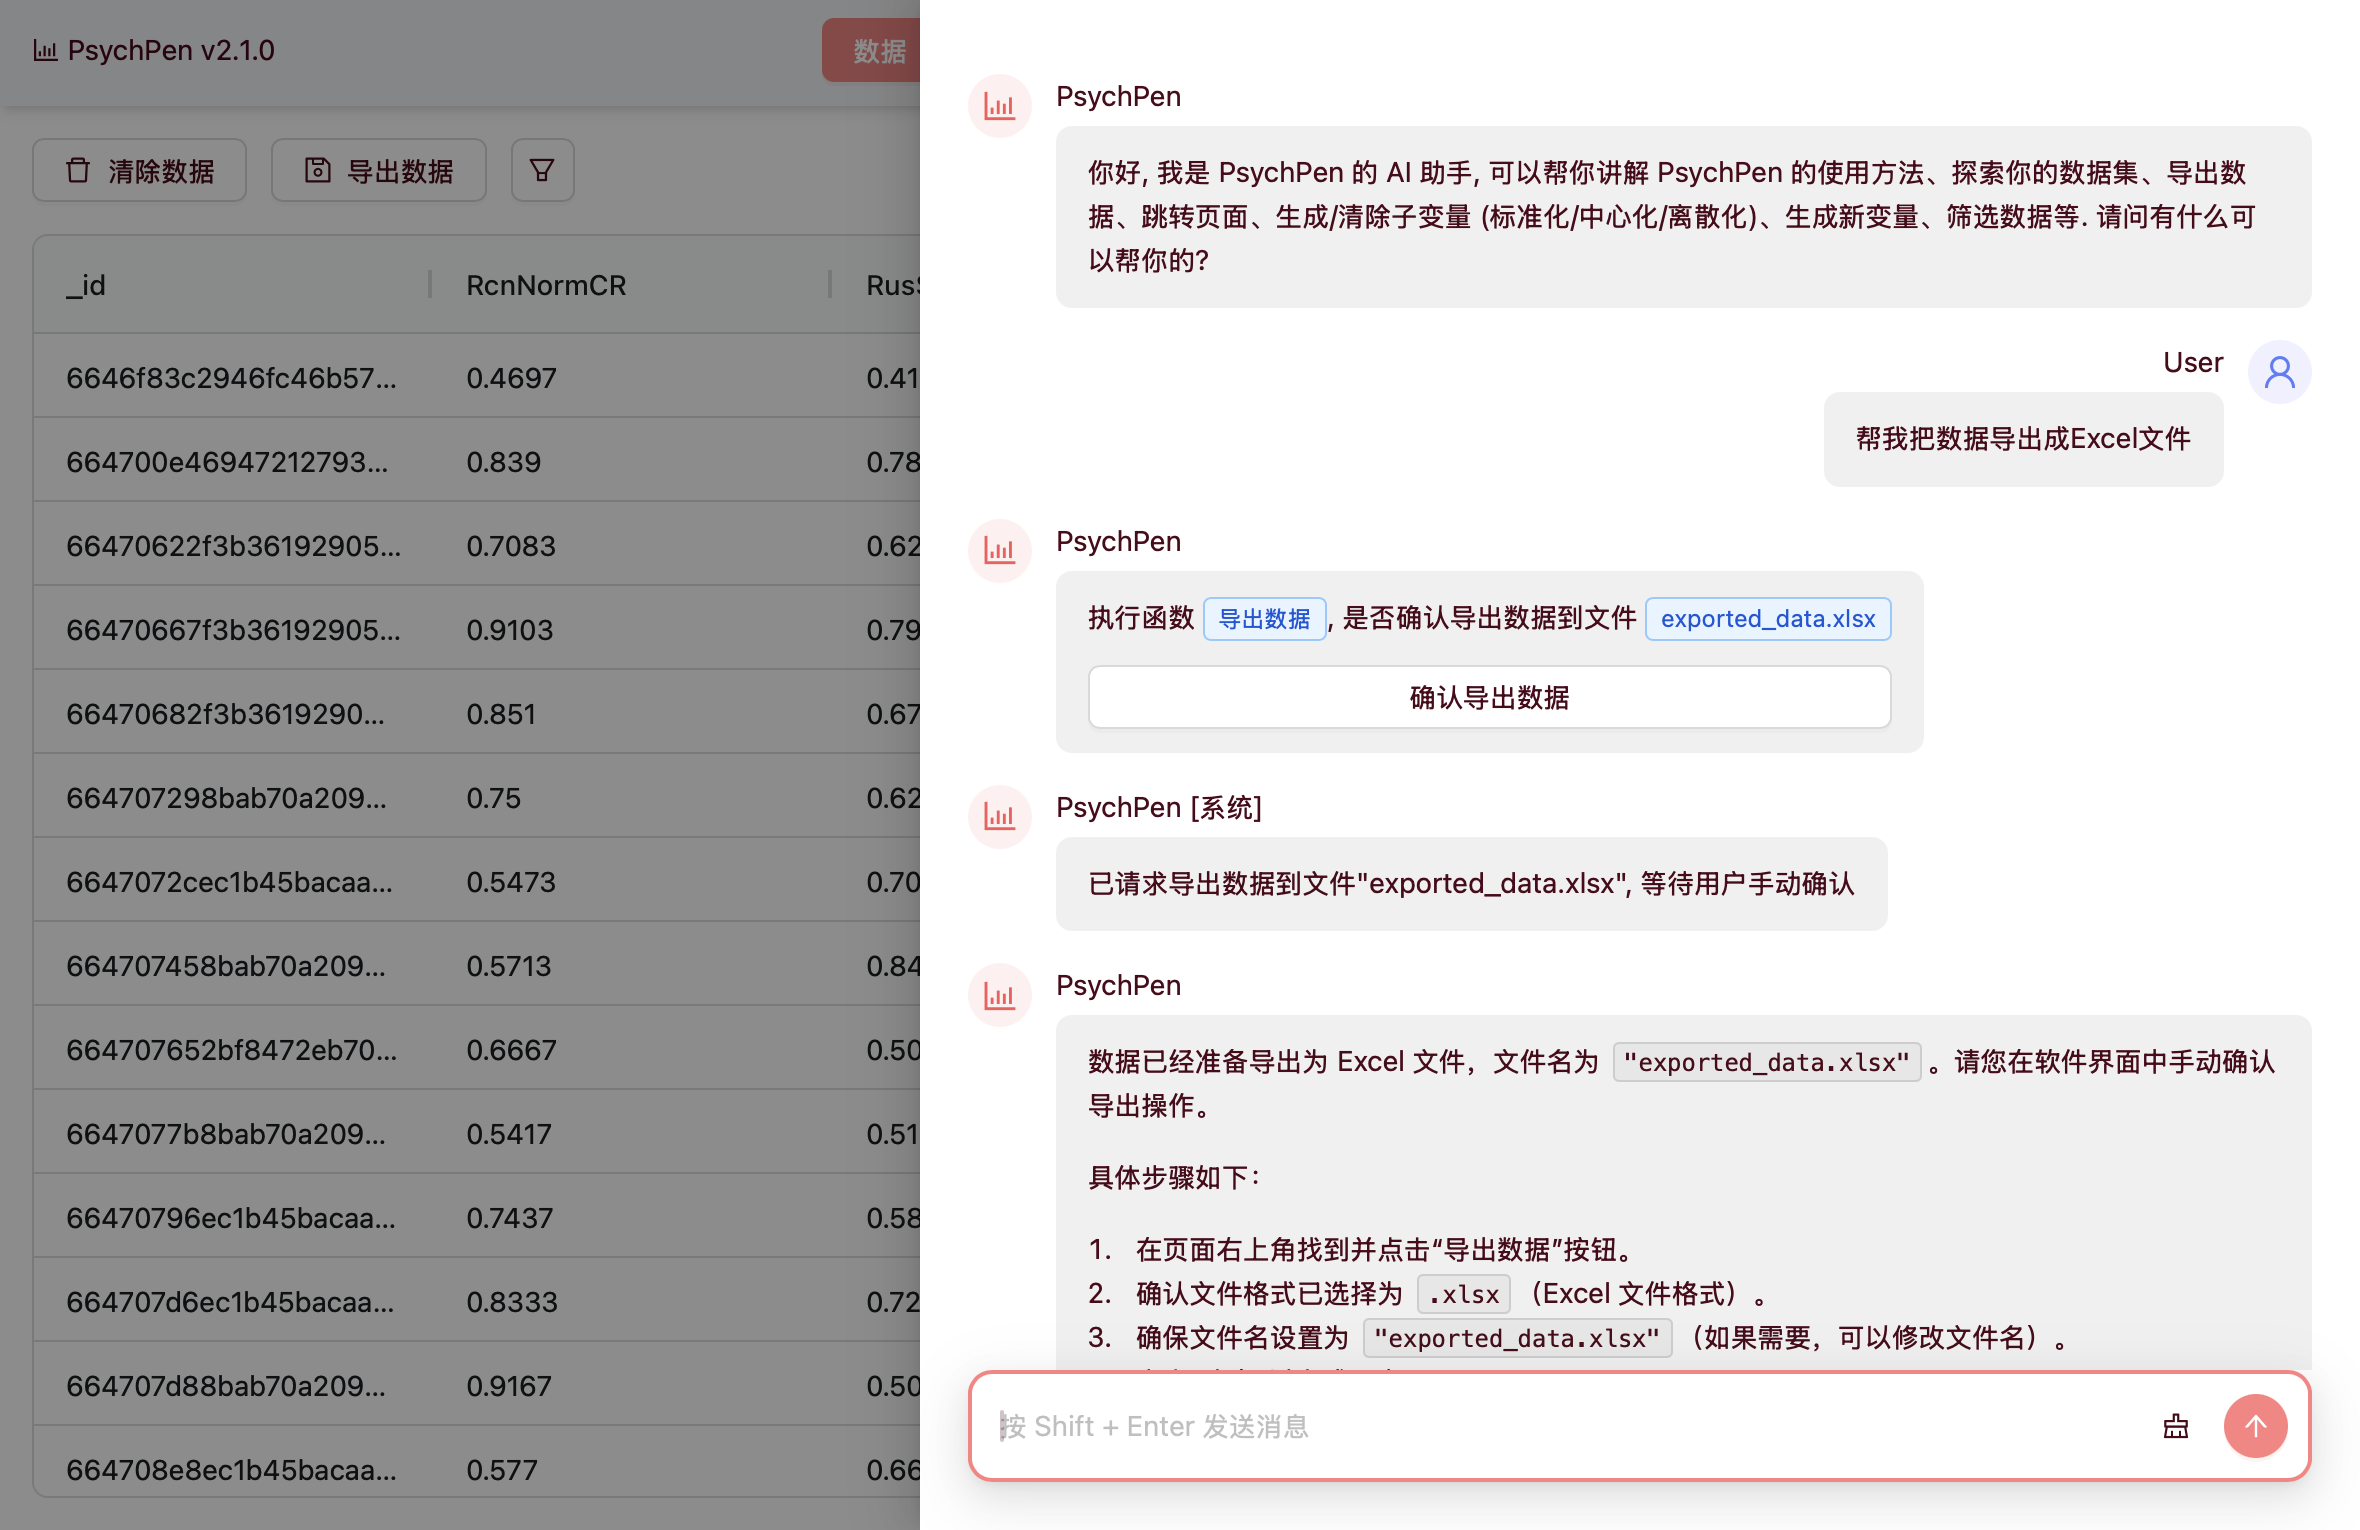 PsychPen v2.1.0
数据
清除数据
导出数据
_id RcnNormCR
6646f83c2946fc46b57... 0.4697 0.41
664700e46947212793... 0.839 0.78
66470622f3b36192905... 0.7083 0.62
66470667f3b36192905... 0.9103 0.79
66470682f3b3619290... 0.851 0.67
664707298bab70a209... 0.75 0.62
6647072cec1b45bacaa... 0.5473 0.70
664707458bab70a209... 0.5713 0.84
664707652bf8472eb70... 0.6667 0.50
6647077b8bab70a209... 0.5417 0.51
66470796ec1b45bacaa... 0.7437 0.58
664707d6ec1b45bacaa... 0.8333 0.72
664707d88bab70a209... 0.9167 0.50
664708e8ec1b45bacaa... 0.577 0.66
PsychPen
你好, 我是 PsychPen 的 AI 助手, 可以帮你讲解 PsychPen 的使用方法、探索你的数据集、导出数
据、跳转页面、生成/清除子变量 (标准化/中心化/离散化)、生成新变量、筛选数据等. 请问有什么可
以帮你的?
User
帮我把数据导出成Excel文件
PsychPen
执行函数 导出数据, 是否确认导出数据到文件 exported_data.xlsx
确认导出数据
PsychPen [系统]
已请求导出数据到文件"exported_data.xlsx", 等待用户手动确认
PsychPen
数据已经准备导出为 Excel 文件，文件名为 "exported_data.xlsx" 。请您在软件界面中手动确认
导出操作。
具体步骤如下：
1. 在页面右上角找到并点击“导出数据”按钮。
2. 确认文件格式已选择为 .xlsx （Excel 文件格式）。
3. 确保文件名设置为 "exported_data.xlsx" （如果需要，可以修改文件名）。
按 Shift + Enter 发送消息